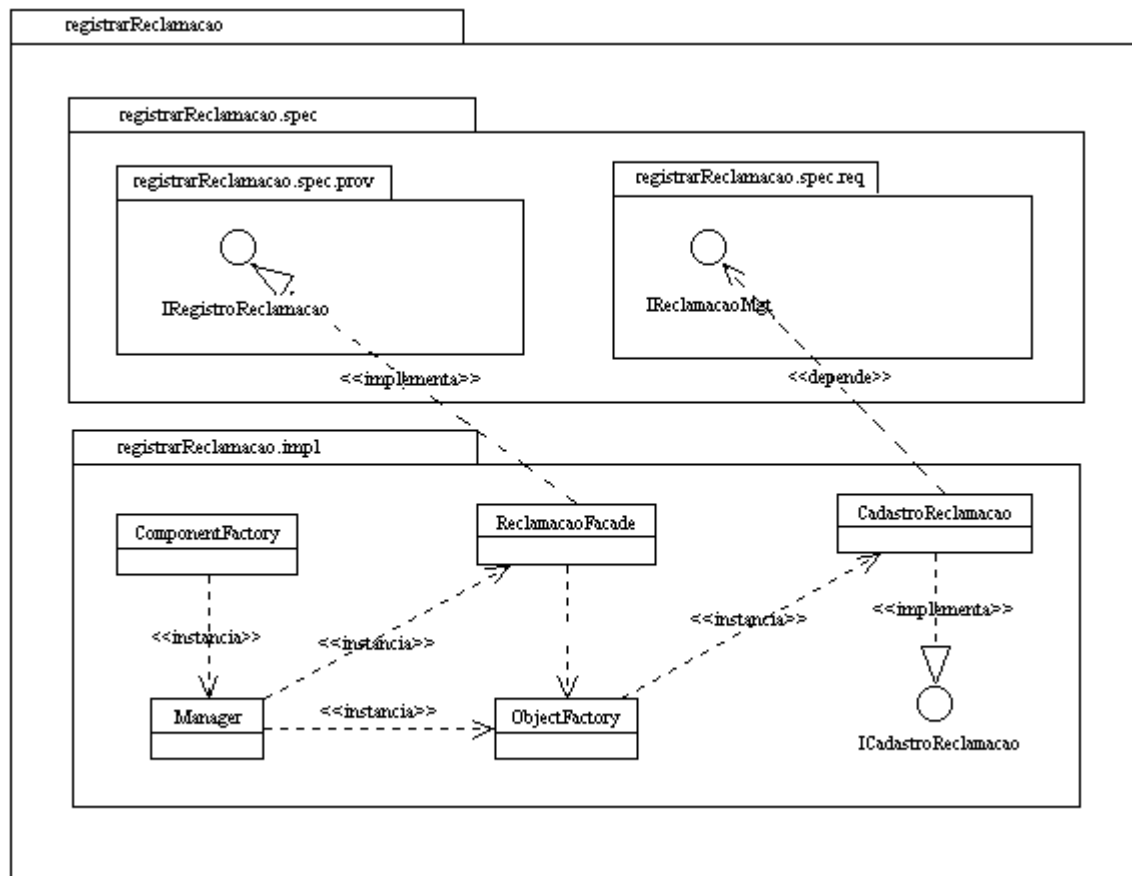 registrarReclamacao
registrarReclamacao.spec
registrarReclamacao.spec.prov
registrarReclamacao.spec.req
IRegistroReclamacao
IReclamacaoMgt
<<implementa>>
<<depende>>
registrarReclamacao.impl
ComponentFactory
ReclamacaoFacade
CadastroReclamacao
<<instancia>>
<<instancia>>
<<instancia>>
<<implementa>>
Manager
<<instancia>>
ObjectFactory
ICadastroReclamacao